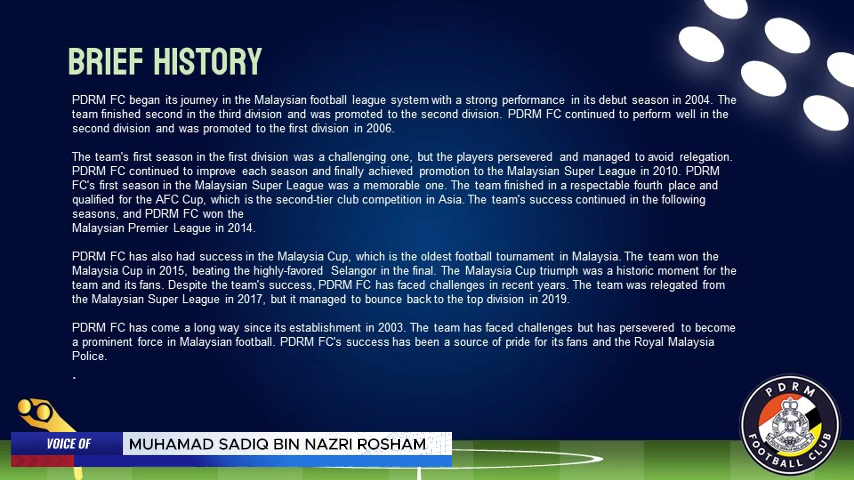 BRIEF HISTORY
PDRM FC began its journey in the Malaysian football league system with a strong performance in its debut season in 2004. The
team finished second in the third division and was promoted to the second division. PDRM FC continued to perform well in the
second division and was promoted to the first division in 2006.
The team's first season in the first division was a challenging one, but the players persevered and managed to avoid relegation.
PDRM FC continued to improve each season and finally achieved promotion to the Malaysian Super League in 2010. PDRM
FC's first season in the Malaysian Super League was a memorable one. The team finished in a respectable fourth place and
qualified for the AFC Cup, which is the second-tier club competition in Asia. The team's success continued in the following
seasons, and PDRM FC won the
Malaysian Premier League in 2014.
PDRM FC has also had success in the Malaysia Cup, which is the oldest football tournament in Malaysia. The team won the
Malaysia Cup in 2015, beating the highly-favored Selangor in the final. The Malaysia Cup triumph was a historic moment for the
team and its fans. Despite the team's success, PDRM FC has faced challenges in recent years. The team was relegated from
the Malaysian Super League in 2017, but it managed to bounce back to the top division in 2019.
PDRM FC has come a long way since its establishment in 2003. The team has faced challenges but has persevered to become
a prominent force in Malaysian football. PDRM FC's success has been a source of pride for its fans and the Royal Malaysia
Police.
.
VOICE OF MUHAMAD SADIQ BIN NAZRI ROSHAM
PDRM
FOOTBALL CLUB